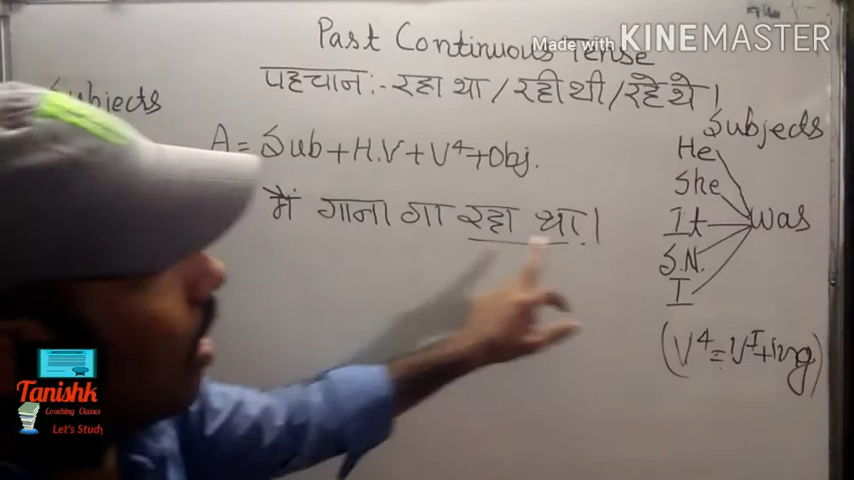 Past Continuous Tense
Made with KINEMASTER
पहचान:- रहा था / रही थी / रहे थे।
Subjects
A = Sub + H.V + V⁴ + Obj.
मैं गाना गा रहा था।
Subjects
He
She
It
S.N.
I
was
(V⁴ = V^I + ing)
Tanishk
Coaching Classes
Let's Study